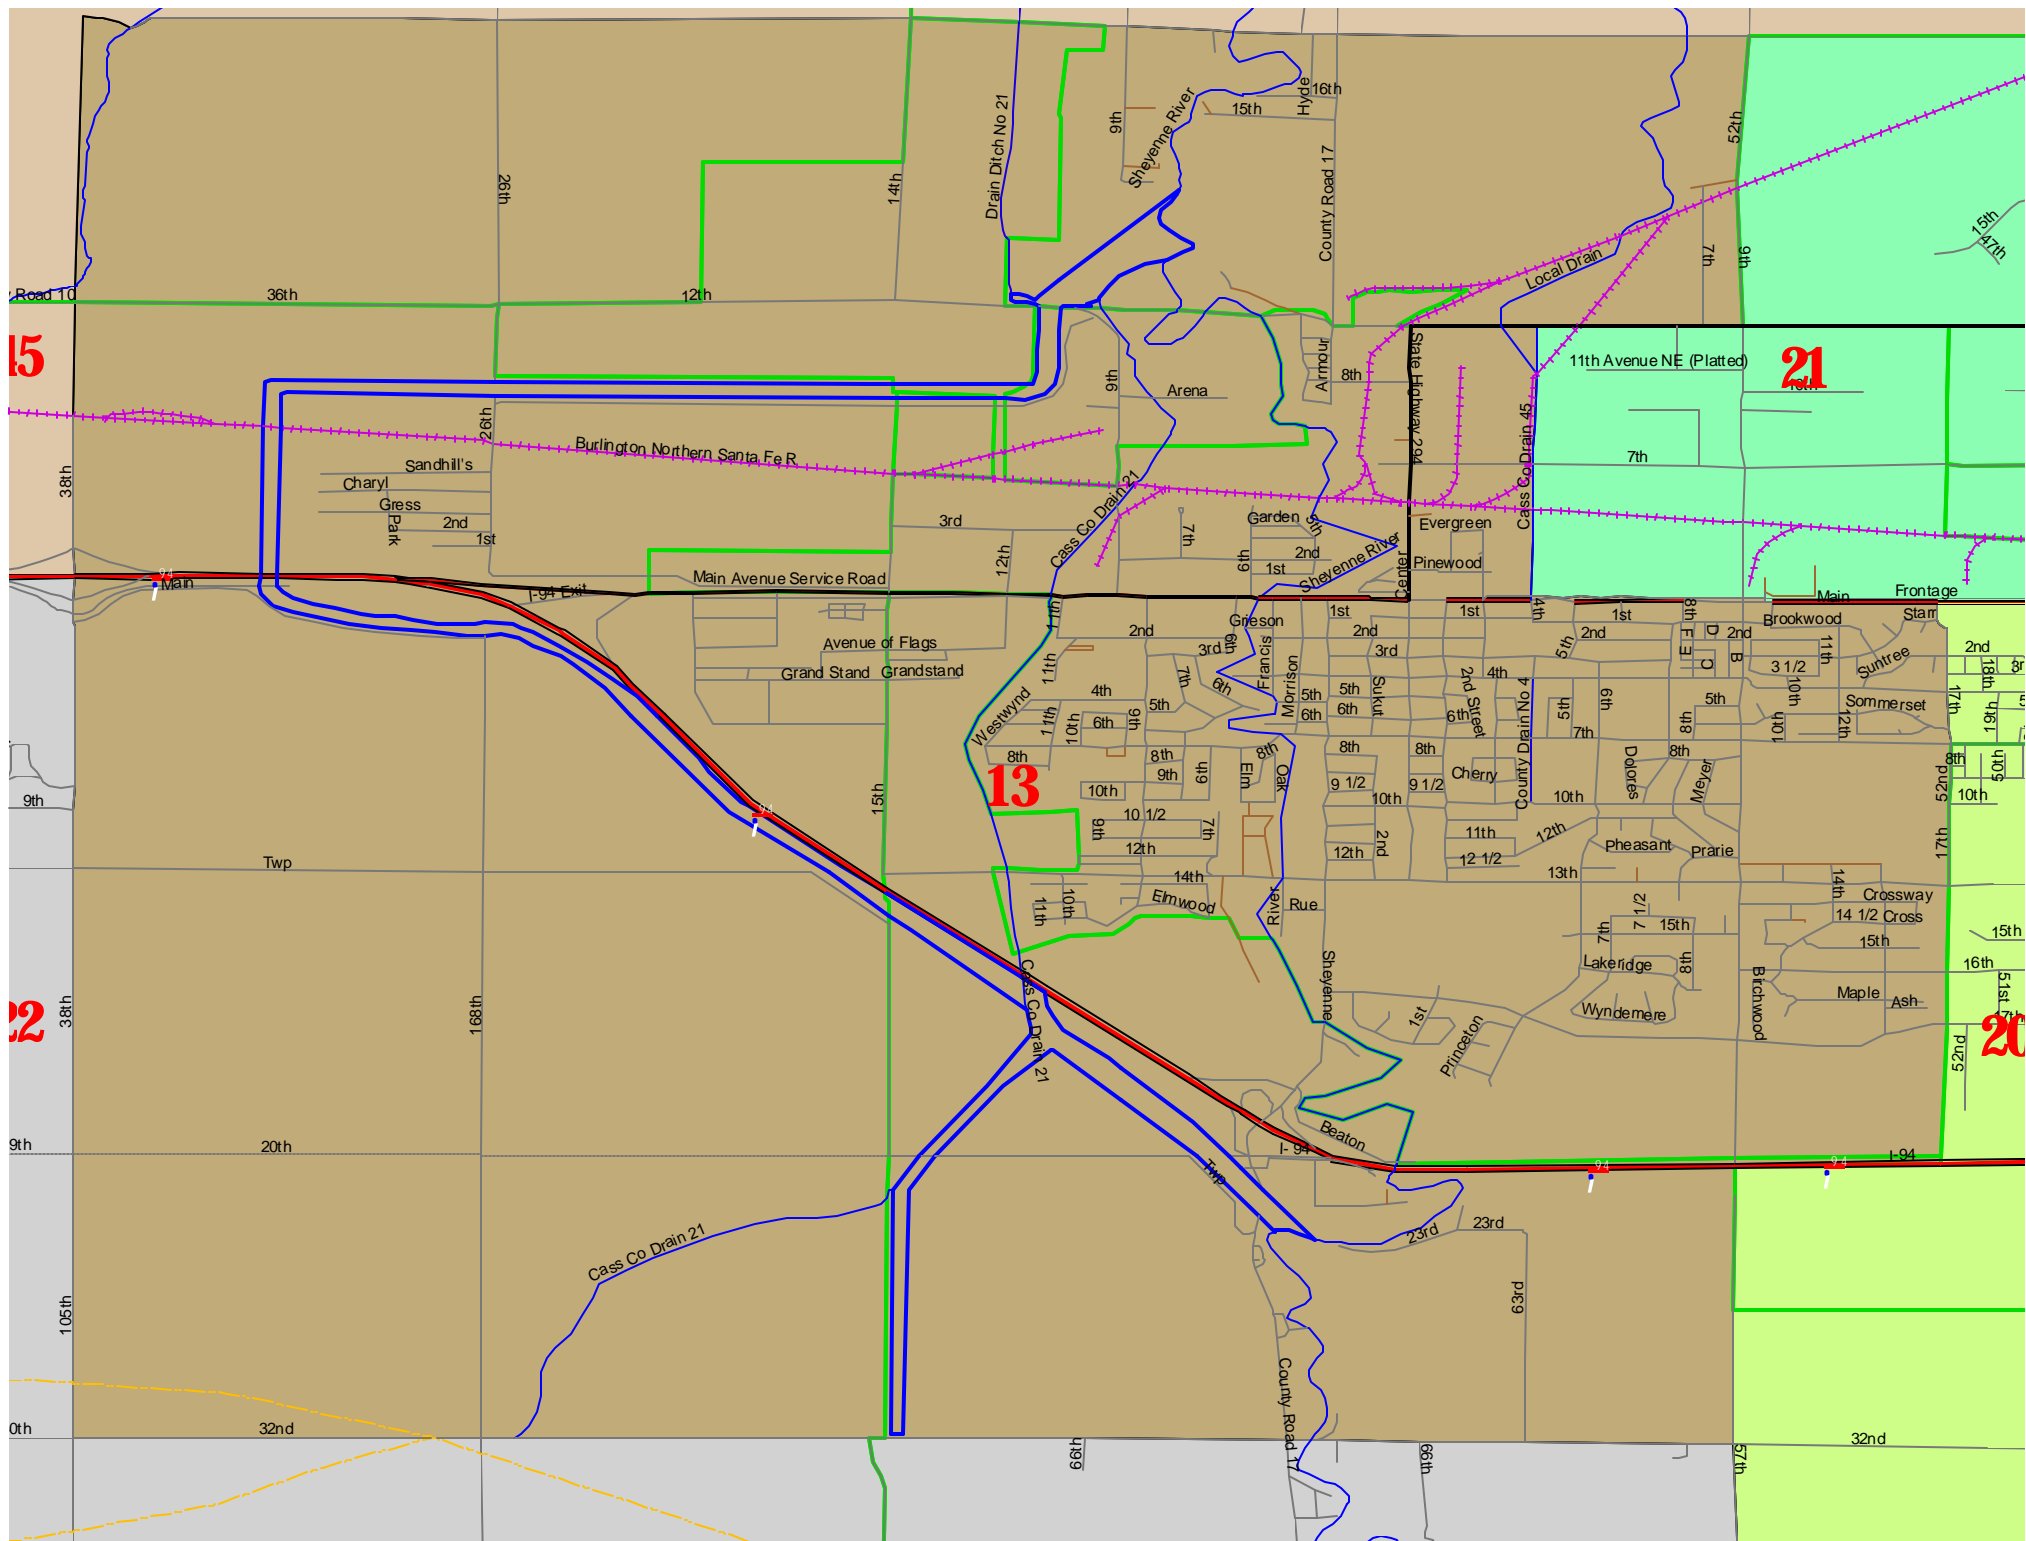 Drain Ditch No 21
Sheyenne River
9th
Hyde
16th
15th
County Road 17
52th
26th
14th
15th
47th
7th
9th
Local Drain
y Road 10
36th
12th
45
State Highway 294
11th Avenue NE (Platted)
21
Armour
8th
9th
Arena
26th
Burlington Northern Santa Fe R
Cass Co Drain 45
7th
38th
Sandhill's
Charyl
Gress
Park
2nd
1st
3rd
12th
Cass Co Drain 21
7th
Garden
5th
6th
2nd
1st
Sheyenne River
Evergreen
Pinewood
Center
94
Main
I-94 Exit
Main Avenue Service Road
11th
Greson
1st
1st
4th
1st
8th
Main
Frontage
Brookwood
Starr
Avenue of Flags
Grand Stand
Grandstand
2nd
3rd
6th
Francis
2nd
3rd
5th
2nd
F
E
D
C
2nd
B
11th
3 1/2
Suntree
2nd
18th
11th
7th
6th
Morrison
Sukut
2nd Street
4th
4th
5th
5th
6th
5th
6th
6th
Westwynd
11th
10th
6th
9th
County Drain No 4
5th
6th
7th
8th
5th
10th
10th
12th
Sommerset
17th
19th
8th
8th
9th
6th
Elm
8th
Oak
8th
8th
Cherry
Dolores
8th
Meyer
8th
50th
52nd
10th
13
15th
9th
94
10th
10 1/2
9th
7th
12th
9 1/2
10th
9 1/2
2nd
12th
10th
11th
12 1/2
12th
Pheasant
Prarie
17th
Twp
14th
11th
10th
Elmwood
River
Rue
13th
14th
Crossway
14 1/2 Cross
15th
7 1/2
7th
15th
8th
15th
16th
Lakeridge
Wyndemere
Birchwood
Maple
Ash
51st
17th
20
22
38th
168th
Cass Co Drain 21
Sheyenne
1st
Princeton
52nd
9th
20th
Twp
Beaton
I- 94
94
94
I-94
Cass Co Drain 21
23rd
23rd
63rd
105th
County Road 17
0th
32nd
66th
66th
57th
32nd